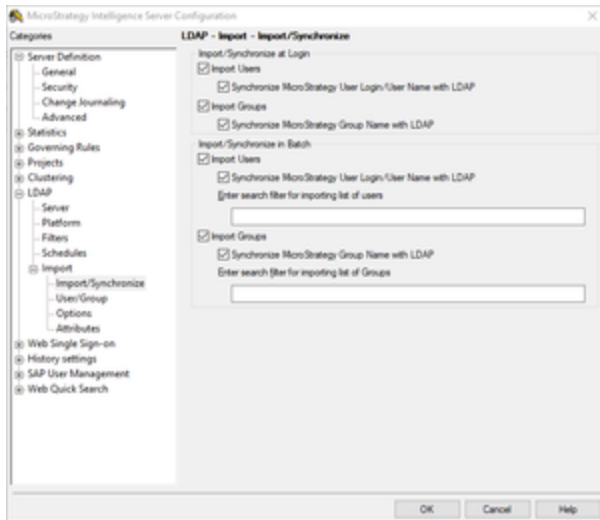 MicroStrategy Intelligence Server Configuration
Categories
Server Definition
General
Security
Change Journaling
Advanced
Statistics
Governing Rules
Projects
Clustering
LDAP
Server
Platform
Filters
Schedules
Import
Import/Synchronize
User/Group
Options
Attributes
Web Single Sign-on
History settings
SAP User Management
Web Quick Search
LDAP - Import - Import/Synchronize
Import/Synchronize at Login
Import Users
Synchronize MicroStrategy User Login/User Name with LDAP
Import Groups
Synchronize MicroStrategy Group Name with LDAP
Import/Synchronize in Batch
Import Users
Synchronize MicroStrategy User Login/User Name with LDAP
Enter search filter for importing list of users
Import Groups
Synchronize MicroStrategy Group Name with LDAP
Enter search filter for importing list of Groups
OK Cancel Help